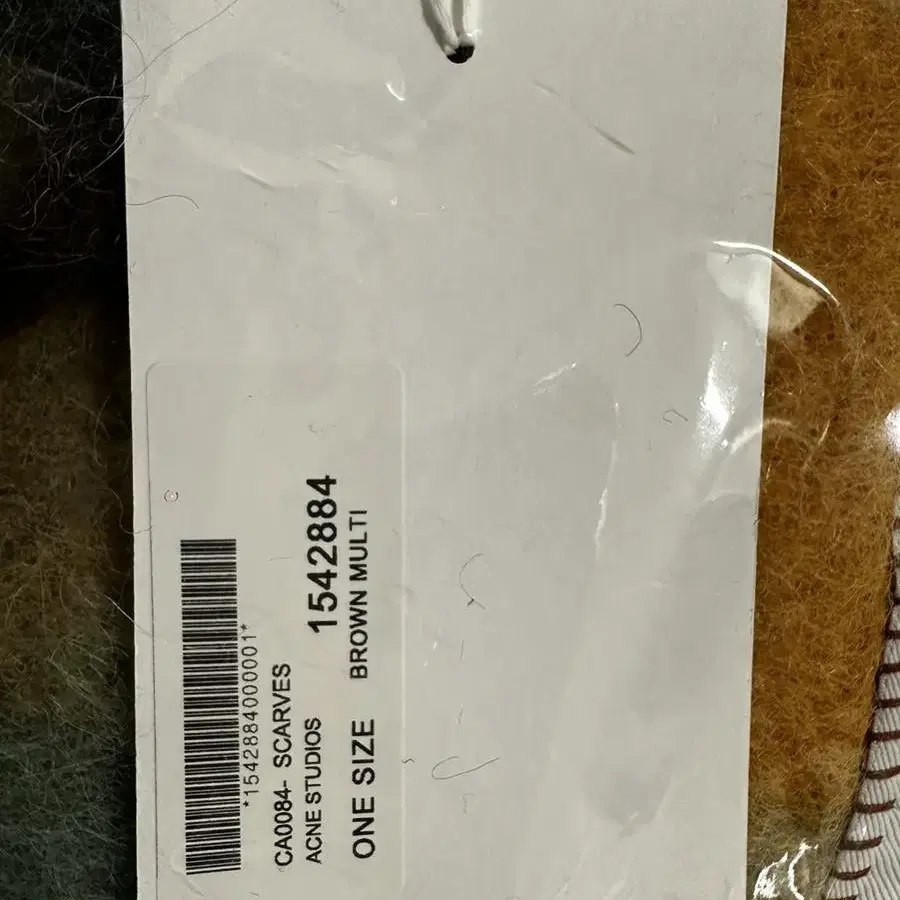 *1542884000001*
CA0084- SCARVES
ACNE STUDIOS 1542884
ONE SIZE BROWN MULTI